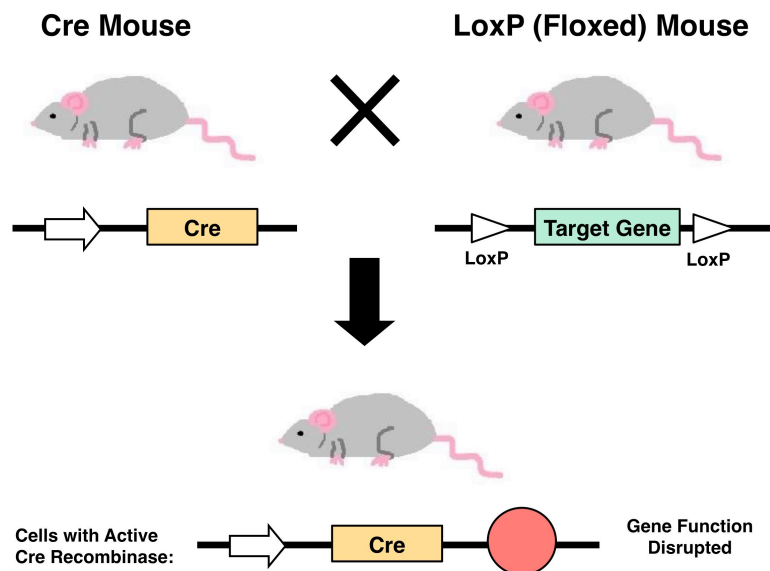 Cre Mouse
LoxP (Floxed) Mouse
Cre
Target Gene
LoxP
LoxP
Cells with Active
Cre Recombinase:
Cre
Gene Function
Disrupted